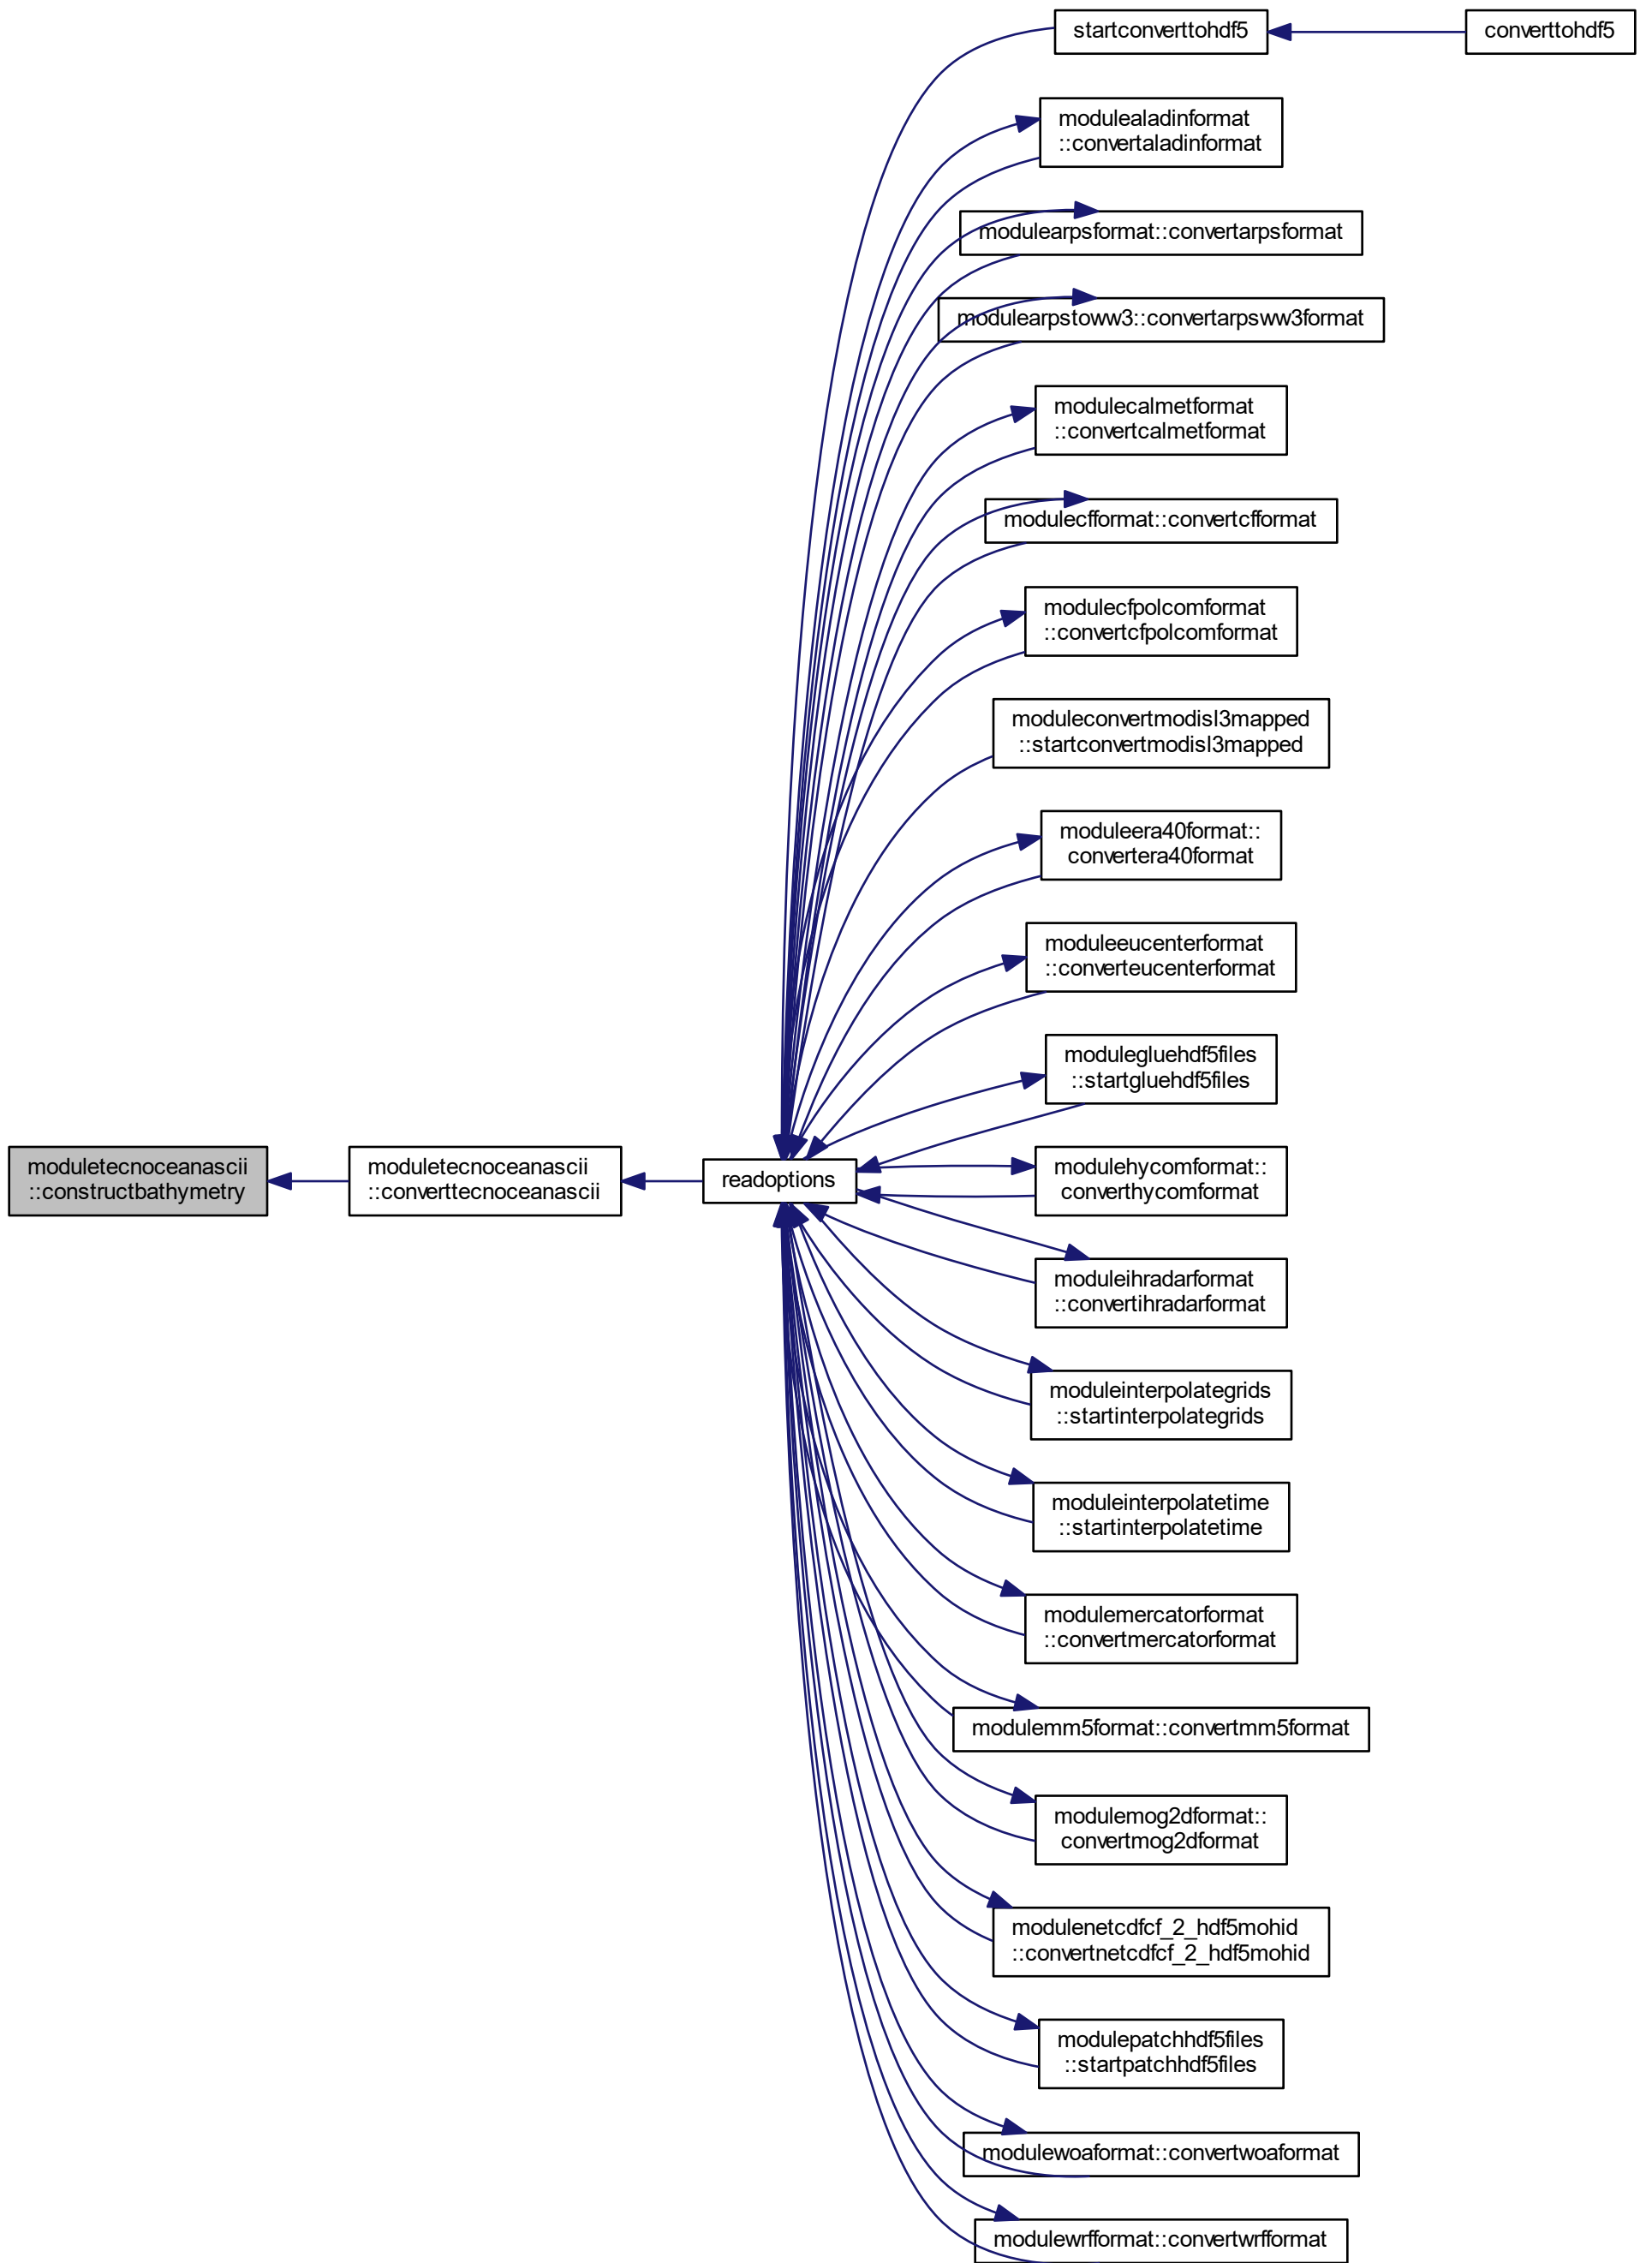 startconverttohdf5
converttohdf5
modulealadinformat
::convertaladinformat
modulearpsformat::convertarpsformat
modulearpstoww3::convertarpsww3format
modulecalmetformat
::convertcalmetformat
modulecfformat::convertcfformat
modulecfpolcomformat
::convertcfpolcomformat
moduleconvertmodisl3mapped
::startconvertmodisl3mapped
moduleera40format::
convertera40format
moduleeucenterformat
::converteucenterformat
modulegluehdf5files
::startgluehdf5files
moduletecnoceanascii
::constructbathymetry
moduletecnoceanascii
::converttecnoceanascii
readoptions
modulehycomformat::
converthycomformat
moduleihradarformat
::convertihradarformat
moduleinterpolategrids
::startinterpolategrids
moduleinterpolatetime
::startinterpolatetime
modulemercatorformat
::convertmercatorformat
modulemm5format::convertmm5format
modulemog2dformat::
convertmog2dformat
modulenetcdfcf_2_hdf5mohid
::convertnetcdfcf_2_hdf5mohid
modulepatchhdf5files
::startpatchhdf5files
modulewoaformat::convertwoaformat
modulewrfformat::convertwrfformat